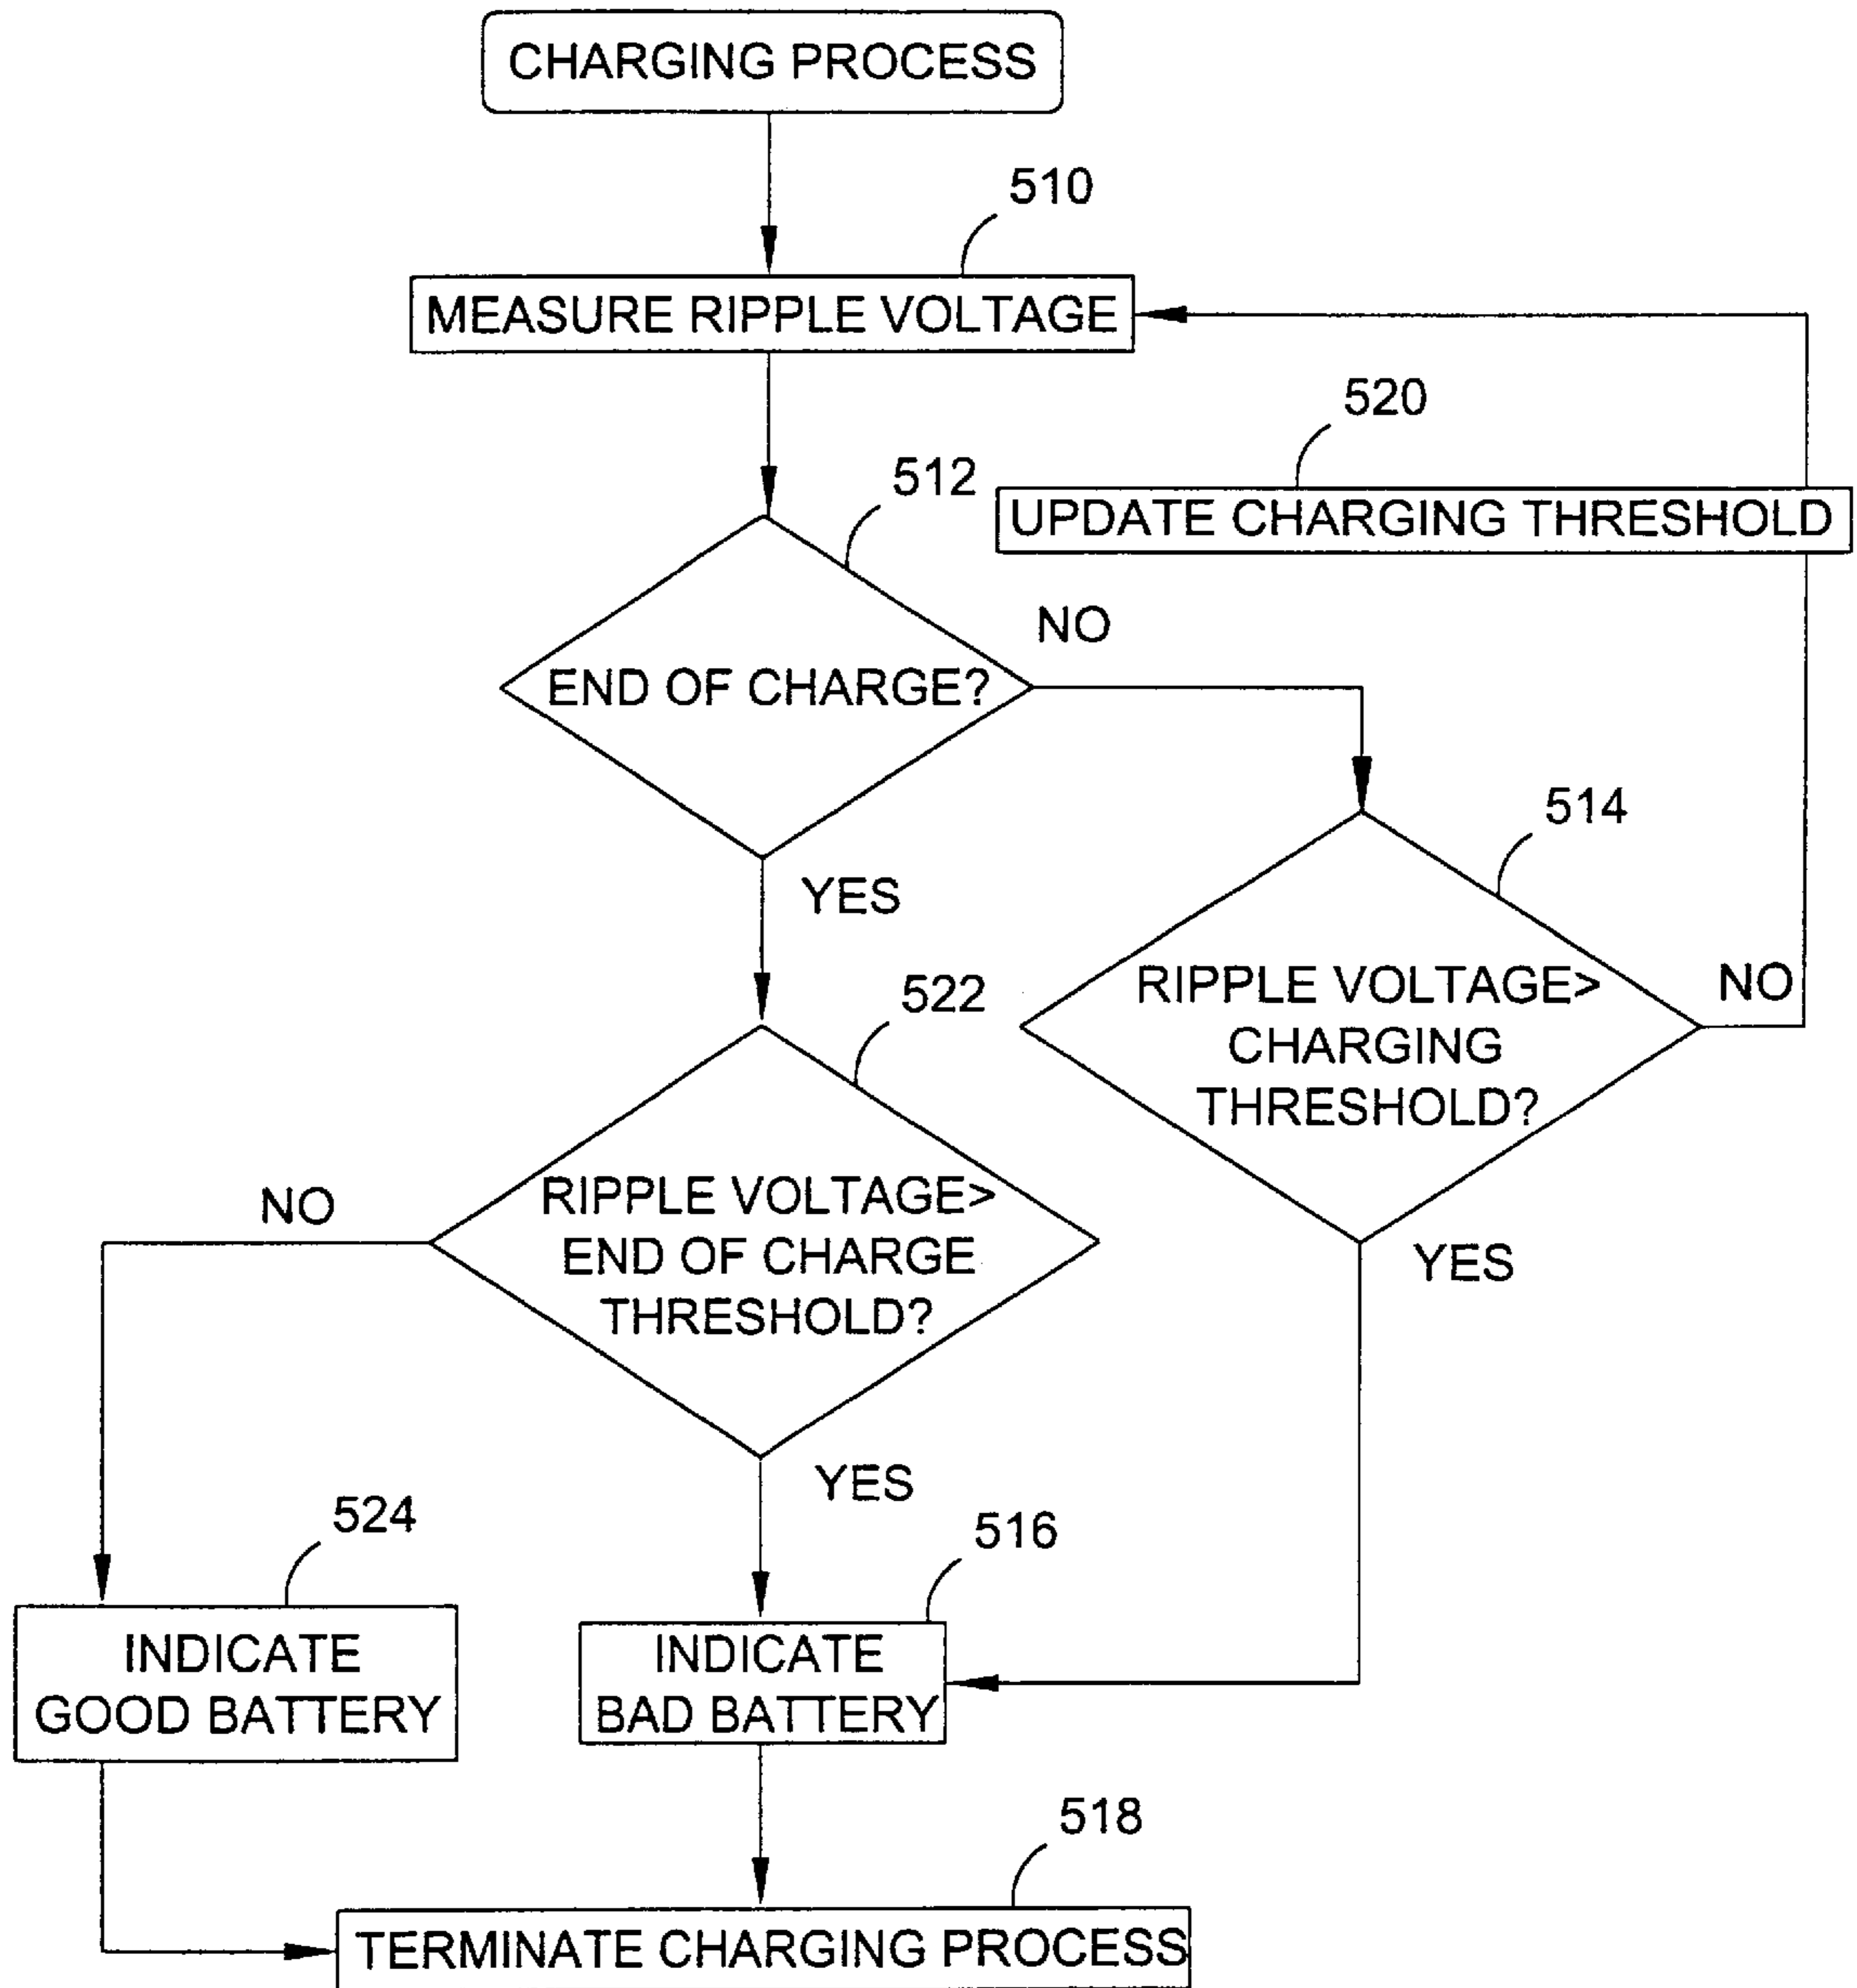 CHARGING PROCESS
510
MEASURE RIPPLE VOLTAGE
520
UPDATE CHARGING THRESHOLD
512
END OF CHARGE?
NO
YES
514
RIPPLE VOLTAGE>
CHARGING
THRESHOLD?
NO
YES
522
RIPPLE VOLTAGE>
END OF CHARGE
THRESHOLD?
NO
YES
524
INDICATE
GOOD BATTERY
516
INDICATE
BAD BATTERY
518
TERMINATE CHARGING PROCESS